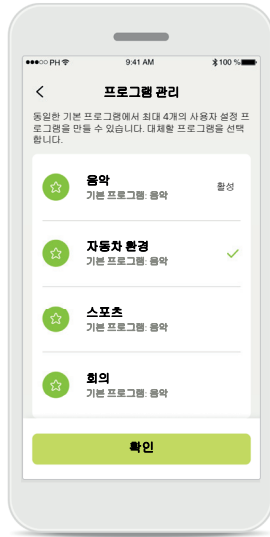 ●●●○○ PH 9:41 AM 100 %
프로그램 관리
동일한 기본 프로그램에서 최대 4개의 사용자 설정 프
로그램을 만들 수 있습니다. 대체할 프로그램을 선택
합니다.
음악
활성
기본 프로그램: 음악
자동차 환경
기본 프로그램: 음악
스포츠
기본 프로그램: 음악
회의
기본 프로그램: 음악
확인